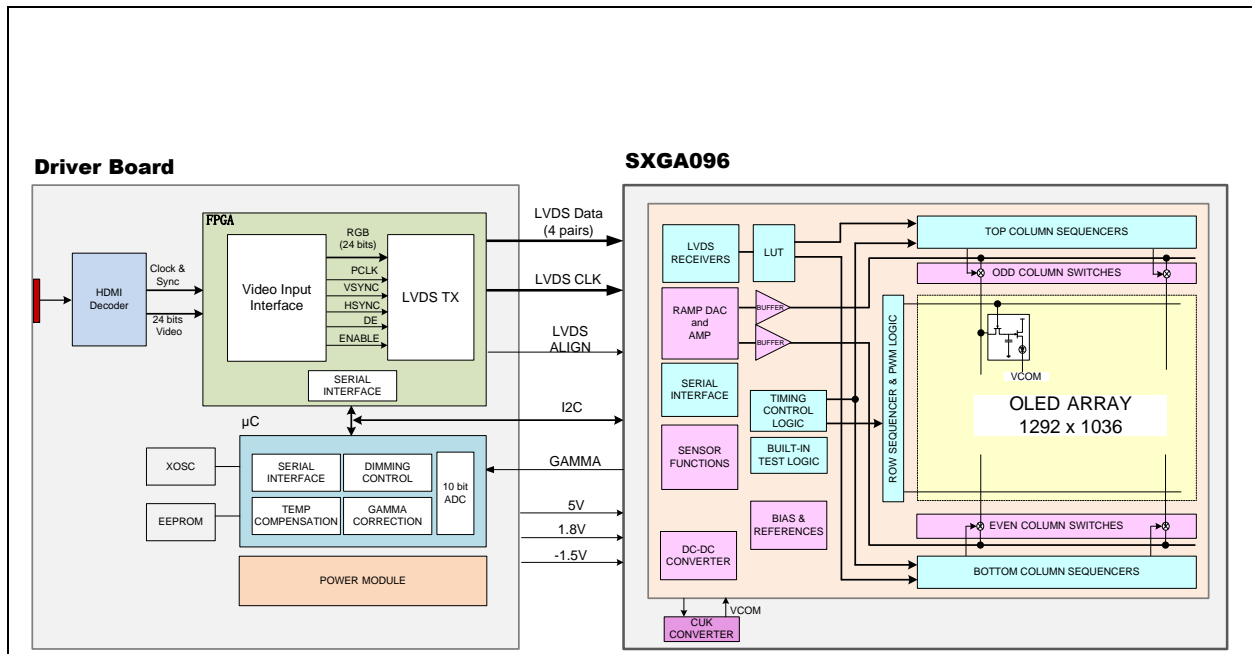 Driver Board
SXGA096
FPGA
HDMI
Decoder
Clock &
Sync
24 bits
Video
Video Input
Interface
RGB
(24 bits)
PCLK
VSYNC
HSYNC
DE
ENABLE
LVDS TX
SERIAL
INTERFACE
µC
XOSC
EEPROM
SERIAL
INTERFACE
DIMMING
CONTROL
TEMP
COMPENSATION
GAMMA
CORRECTION
10 bit
ADC
POWER MODULE
LVDS Data
(4 pairs)
LVDS CLK
LVDS
ALIGN
I2C
GAMMA
5V
1.8V
-1.5V
LVDS
RECEIVERS
LUT
RAMP DAC
and
AMP
BUFFER
BUFFER
SERIAL
INTERFACE
TIMING
CONTROL
LOGIC
SENSOR
FUNCTIONS
BUILT-IN
TEST LOGIC
BIAS &
REFERENCES
DC-DC
CONVERTER
VCOM
CUK
CONVERTER
TOP COLUMN SEQUENCERS
ODD COLUMN SWITCHES
ROW SEQUENCER & PWM LOGIC
VCOM
OLED ARRAY
1292 x 1036
EVEN COLUMN SWITCHES
BOTTOM COLUMN SEQUENCERS